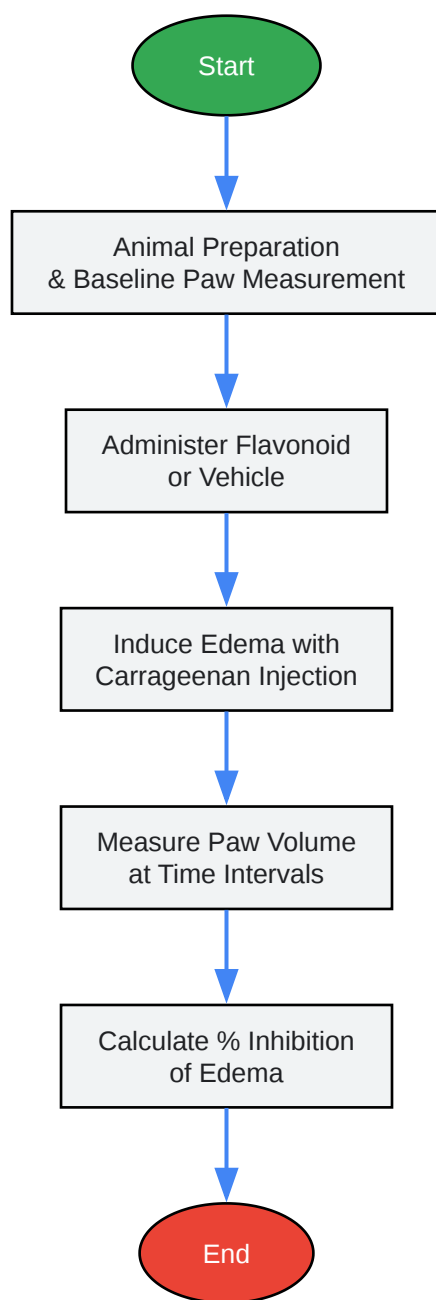 Start
Animal Preparation
& Baseline Paw Measurement
Administer Flavonoid
or Vehicle
Induce Edema with
Carrageenan Injection
Measure Paw Volume
at Time Intervals
Calculate % Inhibition
of Edema
End